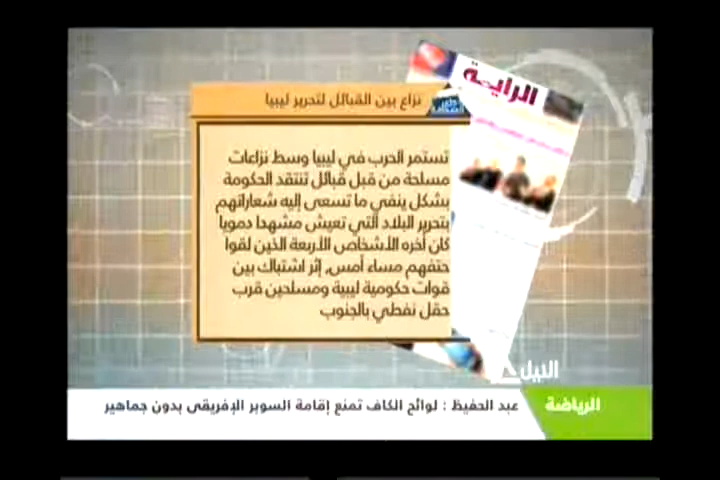 الراية
نزاع بين القبائل لتحرير ليبيا
تستمر الحرب في ليبيا وسط نزاعات
مسلحة من قبل قبائل تنتقد الحكومة
بشكل ينفي ما تسعى إليه شعاراتهم
بتحرير البلاد التي تعيش مشهدا دمويا
كان آخره الأشخاص الأربعة الذين لقوا
حتفهم مساء أمس, إثر اشتباك بين
قوات حكومية ليبية ومسلحين قرب
حقل نفطي بالجنوب
النيل
الرياضة
عبد الحفيظ : لوائح الكاف تمنع إقامة السوبر الإفريقى بدون جماهير